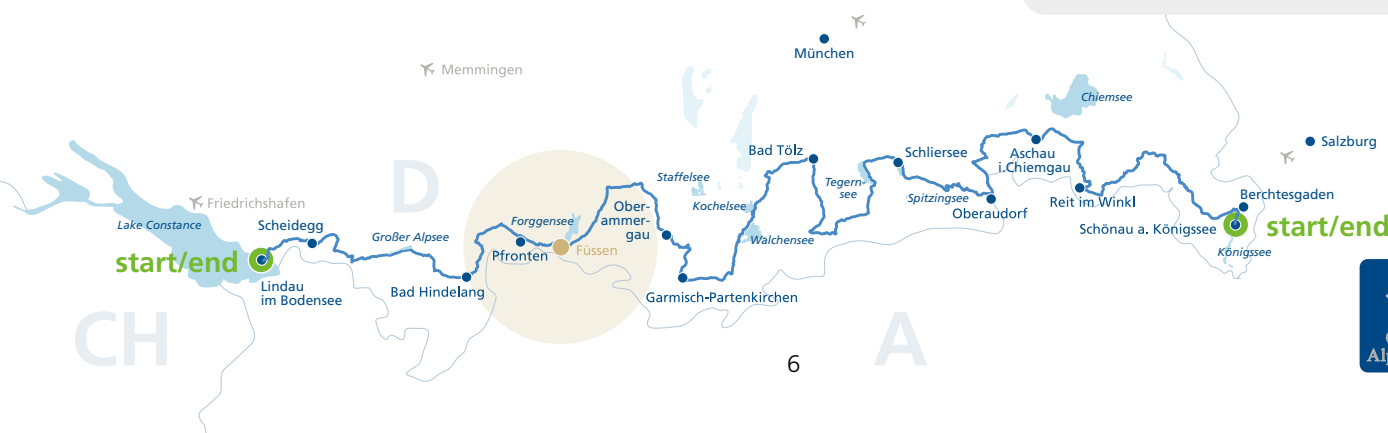 München
Memmingen
Chiemsee
Salzburg
D
Bad Tölz
Schliersee
Aschau
i.Chiemgau
Staffelsee
Tegern-
see
Friedrichshafen
Lake Constance
Scheidegg
Forggensee
Ober-
ammer-
gau
Kochelsee
Spitzingsee
Oberaudorf
Reit im Winkl
Berchtesgaden
Großer Alpsee
Pfronten
Füssen
Walchensee
Schönau a. Königssee
start/end
Königssee
start/end
Lindau
im Bodensee
Bad Hindelang
Garmisch-Partenkirchen
CH
A
6